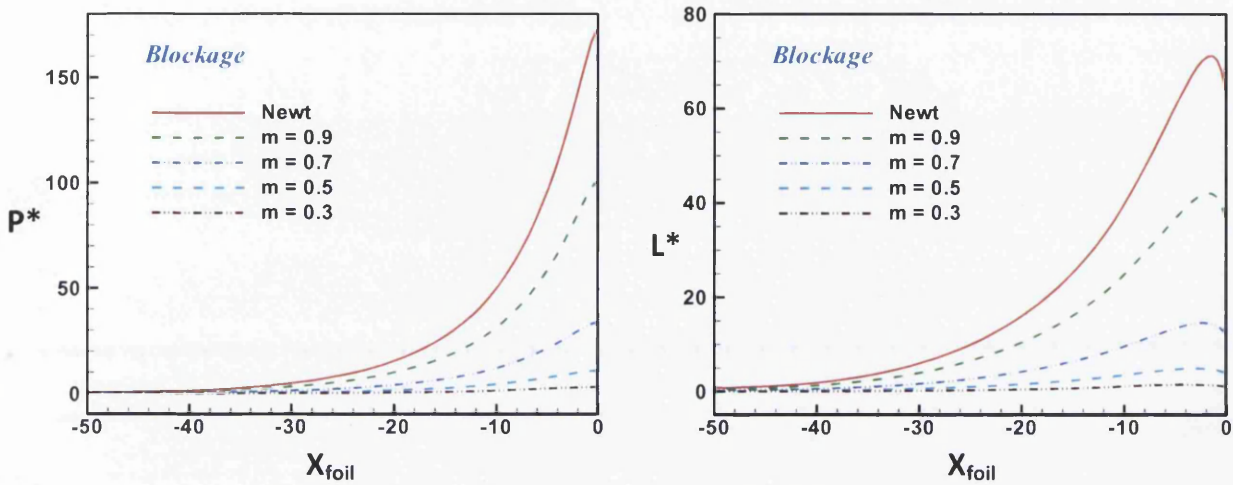 Blockage
Newt
m = 0.9
m = 0.7
m = 0.5
m = 0.3
150
100
50
0
P*
-50
-40
-30
-20
-10
0
X foil
Blockage
Newt
m = 0.9
m = 0.7
m = 0.5
m = 0.3
80
60
40
20
0
L*
-50
-40
-30
-20
-10
0
X foil